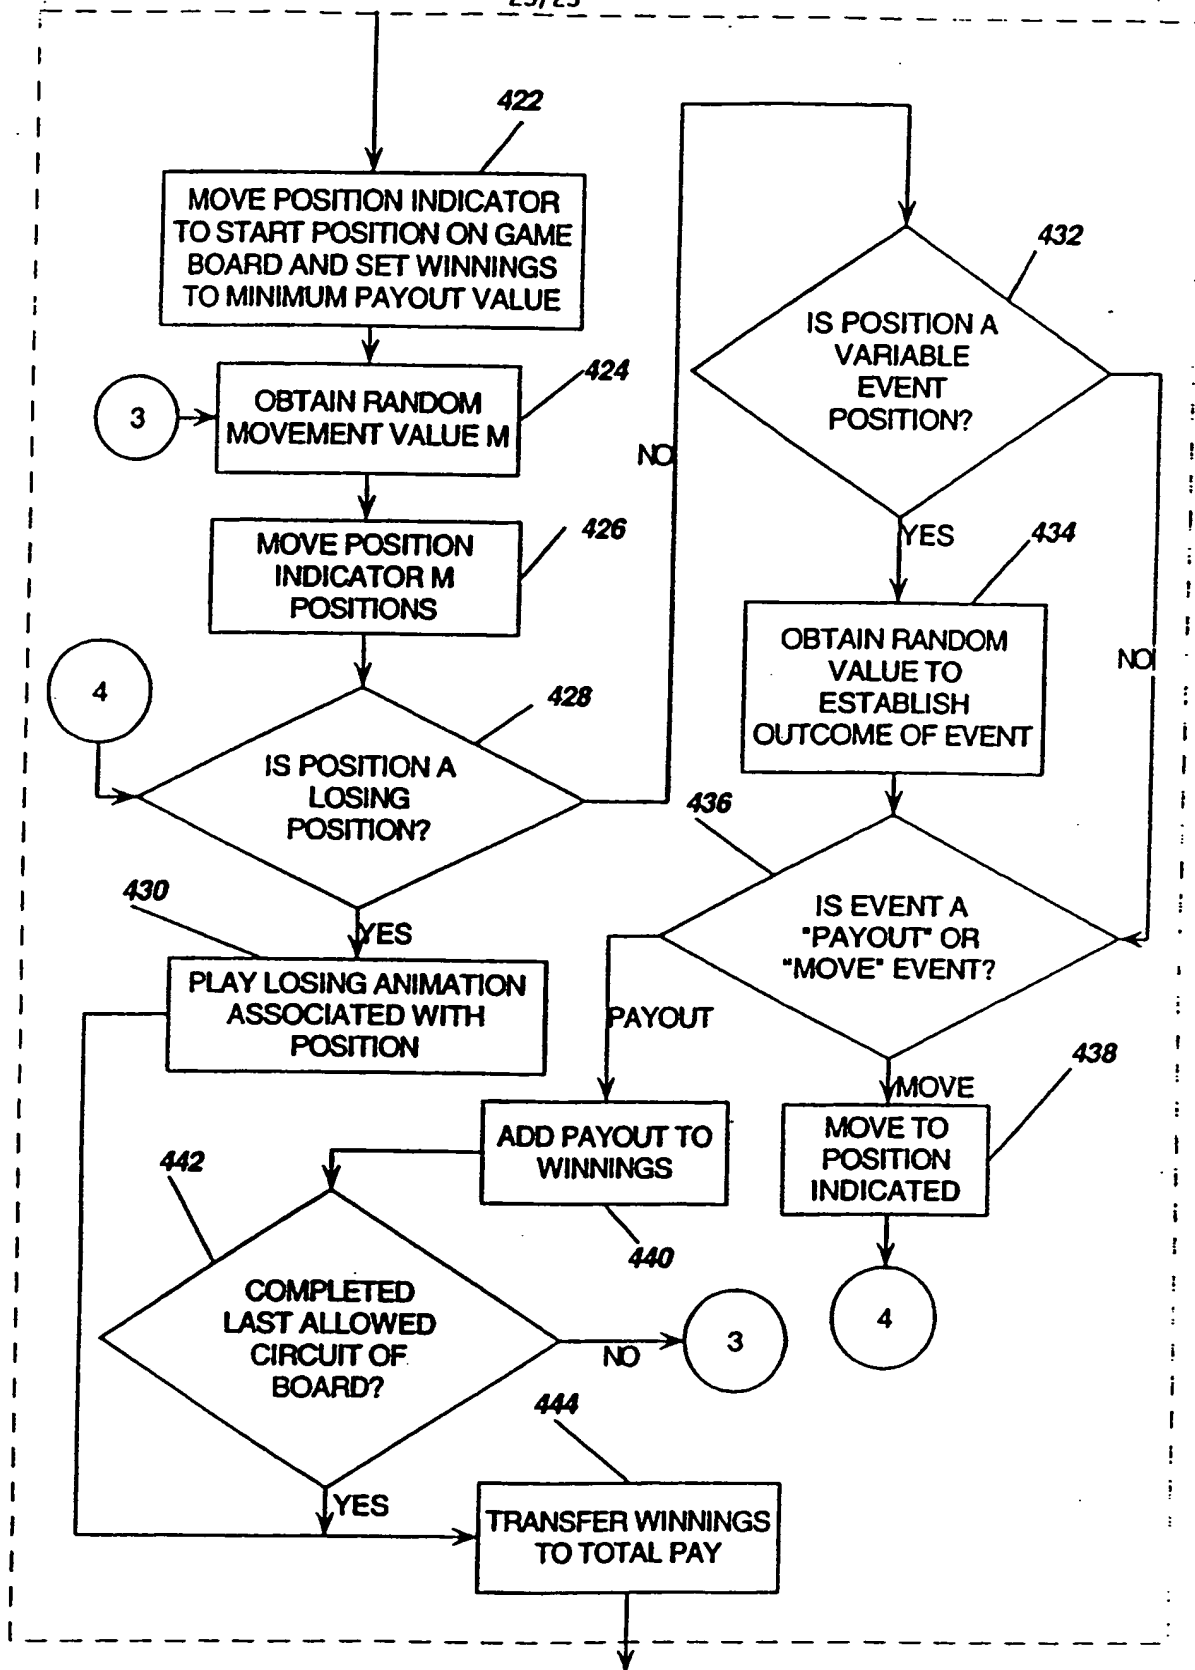 23/23
422
MOVE POSITION INDICATOR
TO START POSITION ON GAME
BOARD AND SET WINNINGS
TO MINIMUM PAYOUT VALUE
424
3
OBTAIN RANDOM
MOVEMENT VALUE M
426
MOVE POSITION
INDICATOR M
POSITIONS
4
428
IS POSITION A
LOSING
POSITION?
NO
430
YES
PLAY LOSING ANIMATION
ASSOCIATED WITH
POSITION
432
IS POSITION A
VARIABLE
EVENT
POSITION?
YES
NO
434
OBTAIN RANDOM
VALUE TO
ESTABLISH
OUTCOME OF EVENT
436
IS EVENT A
"PAYOUT" OR
"MOVE" EVENT?
PAYOUT
MOVE
438
MOVE TO
POSITION
INDICATED
4
ADD PAYOUT TO
WINNINGS
440
442
COMPLETED
LAST ALLOWED
CIRCUIT OF
BOARD?
NO
3
YES
444
TRANSFER WINNINGS
TO TOTAL PAY